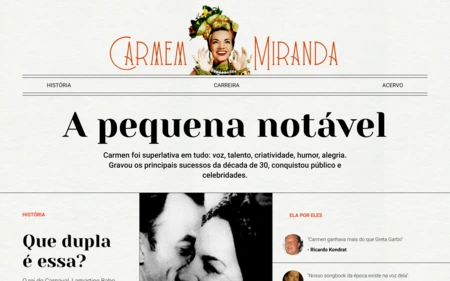 CARMEM MIRANDA
HISTÓRIA
CARREIRA
ACERVO
A pequena notável
Carmen foi superlativa em tudo: voz, talento, criatividade, humor, alegria.
Gravou os principais sucessos da década de 30, conquistou público e
celebridades.
HISTÓRIA
Que dupla
é essa?
O rei do Carnaval, Lamartine Babo
ELA POR ELES
"Carmen ganhava mais do que Greta Garbo"
- Ricardo Kondrat
"Nosso songbook da época existe na voz dela"